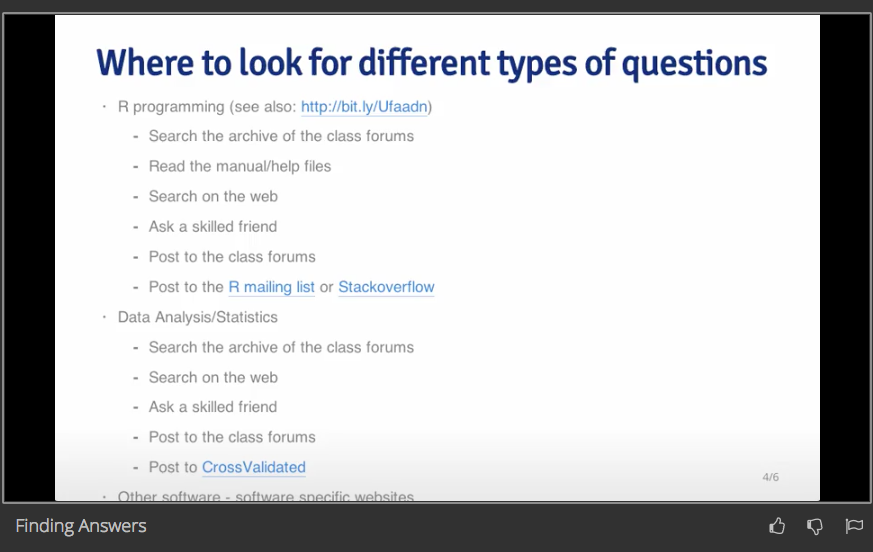 Where to look for different types of questions
· R programming (see also: http://bit.ly/Ufaadn)
- Search the archive of the class forums
- Read the manual/help files
- Search on the web
- Ask a skilled friend
- Post to the class forums
- Post to the R mailing list or Stackoverflow
· Data Analysis/Statistics
- Search the archive of the class forums
- Search on the web
- Ask a skilled friend
- Post to the class forums
- Post to CrossValidated
4/6
· Other software - software specific websites
Finding Answers